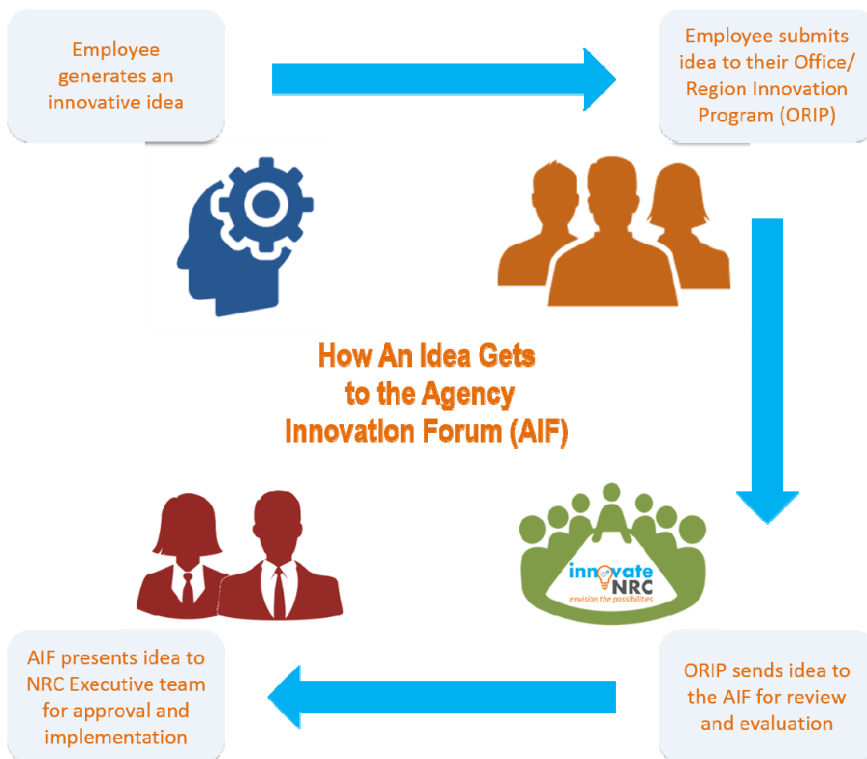 Employee
generates an
innovative idea
Employee submits
idea to their Office/
Region Innovation
Program (ORIP)
How An Idea Gets
to the Agency
Innovation Forum (AIF)
innovate
NRC
envision the possibilities
AIF presents idea to
NRC Executive team
for approval and
implementation
ORIP sends idea to
the AIF for review
and evaluation